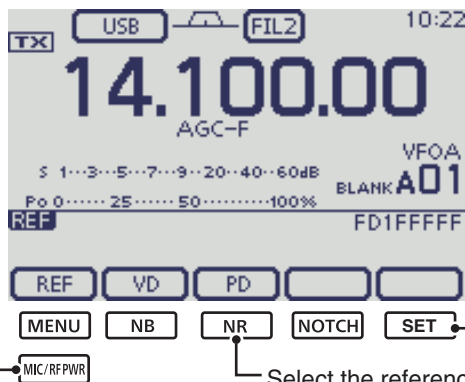 USB FIL2 10:22
TX
14.100.00
AGC-F
VFOA
S 1···3···5···7···9··20··40··60dB
BLANK A01
Po 0······ 25······ 50··········100%
REF FD1FFFFF
REF VD PD
MENU NB NR NOTCH SET
MIC/RF PWR
Select the referenc